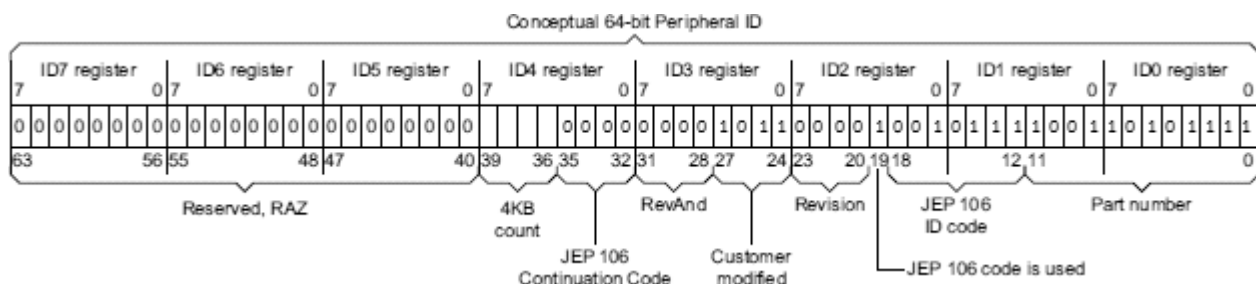 Conceptual 64-bit Peripheral ID
ID7 register ID6 register ID5 register ID4 register ID3 register ID2 register ID1 register ID0 register
7 0 7 0 7 0 7 0 7 0 7 0 7 0 7 0
0 0 0 0 0 0 0 0 0 0 0 0 0 0 0 0 0 0 0 0 0 0 0 0 0 0 0 0 0 0 0 0 1 0 1 1 0 0 0 0 1 0 0 1 0 1 1 1 1 0 0 1 1 0 1 0 1 1 1 1
63 56 55 48 47 40 39 36 35 32 31 28 27 24 23 20 19 18 12 11 0
Reserved, RAZ
4KB
count
JEP 106
Continuation Code
RevAnd
Customer
modified
Revision
JEP 106 code is used
JEP 106
ID code
Part number